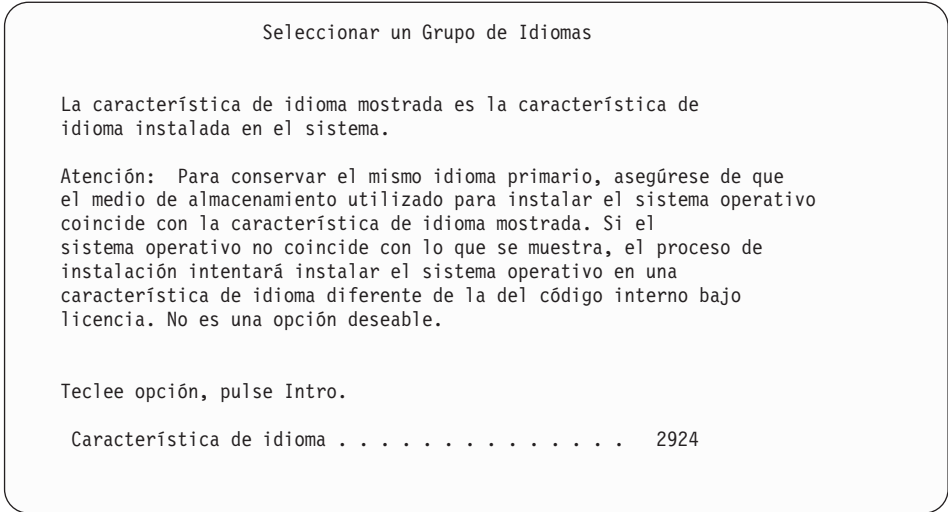 Seleccionar un Grupo de Idiomas
La característica de idioma mostrada es la característica de
idioma instalada en el sistema.
Atención: Para conservar el mismo idioma primario, asegúrese de que
el medio de almacenamiento utilizado para instalar el sistema operativo
coincide con la característica de idioma mostrada. Si el
sistema operativo no coincide con lo que se muestra, el proceso de
instalación intentará instalar el sistema operativo en una
característica de idioma diferente de la del código interno bajo
licencia. No es una opción deseable.
Teclee opción, pulse Intro.
Característica de idioma . . . . . . . . . . . . . . 2924